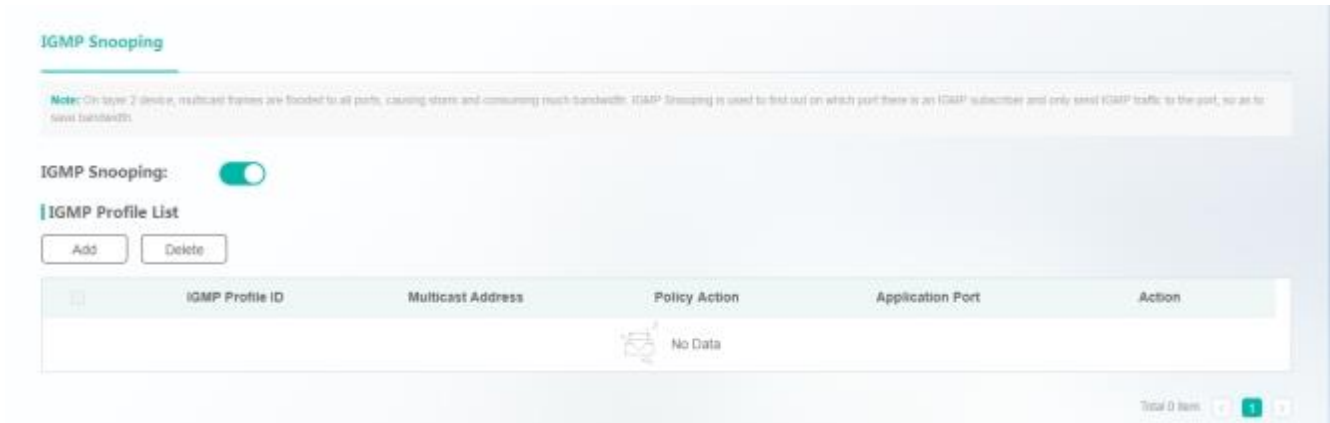 IGMP Snooping
Note: On layer 2 device, multicast frames are flooded to all ports, causing storm and consuming much bandwidth. IGMP Snooping is used to find out on which port there is an IGMP subscriber and only send IGMP traffic to the port, so as to
save bandwidth.
IGMP Snooping:
IGMP Profile List
Add Delete
IGMP Profile ID Multicast Address Policy Action Application Port Action
No Data
Total 0 item < 1 >